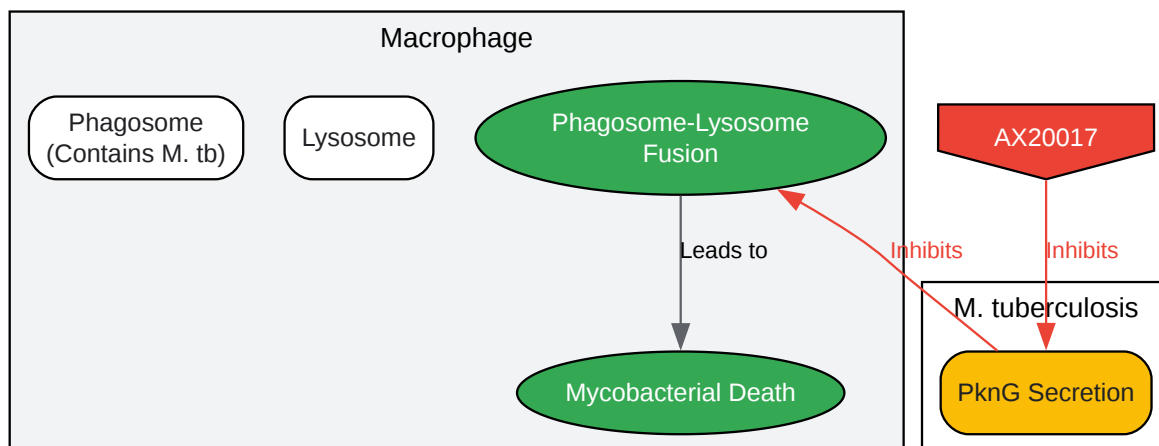 Macrophage
Phagosome
(Contains M. tb)
Lysosome
Phagosome-Lysosome
Fusion
AX20017
Leads to
Inhibits
Inhibits
M. tuberculosis
Mycobacterial Death
PknG Secretion